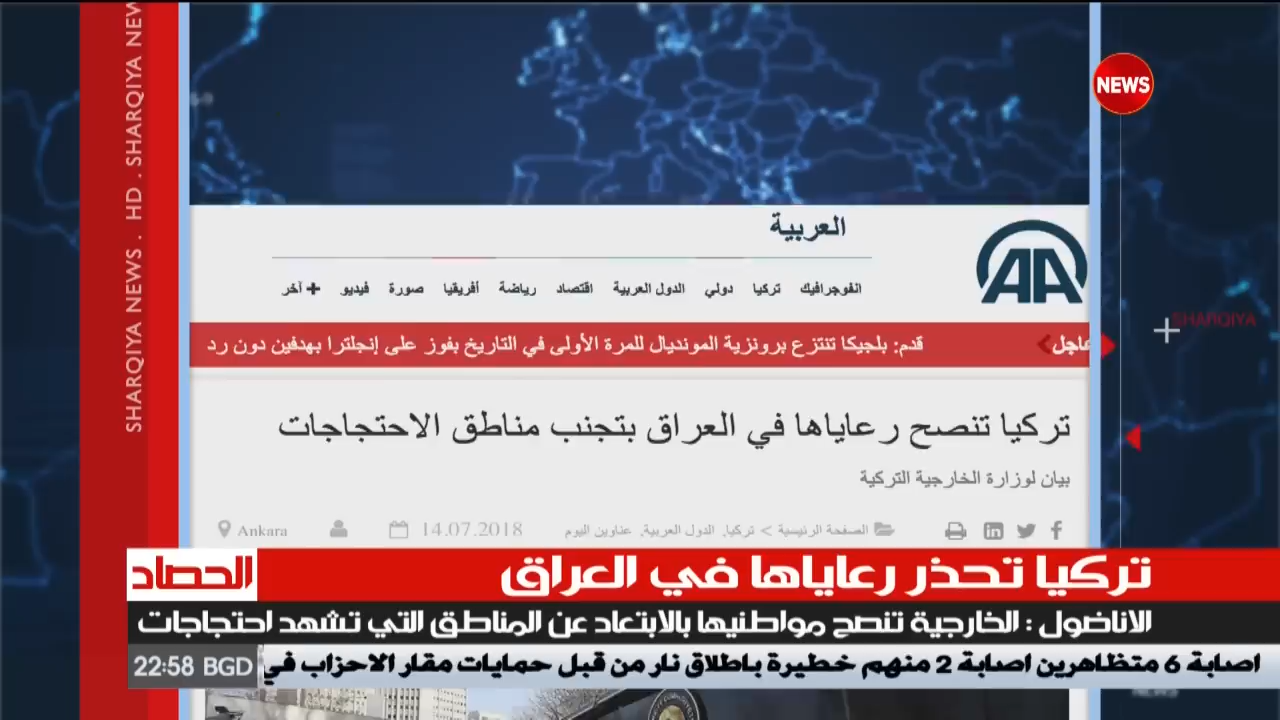 SHARQIYA NEWS . HD . SHARQIYA NEW
NEWS
العربية
AA
انفوجرافيك تركيا دولي الدول العربية اقتصاد رياضة أفريقيا صورة فيديو + آخر
عاجل
قدم: بلجيكا تنتزع برونزية المونديال للمرة الأولى في التاريخ بفوز على إنجلترا بهدفين دون رد
SHARQIYA
تركيا تنصح رعاياها في العراق بتجنب مناطق الاحتجاجات
بيان لوزارة الخارجية التركية
الصفحة الرئيسية > تركيا, الدول العربية, عناوين اليوم 14.07.2018 Ankara
الحصاد
تركيا تحذر رعاياها في العراق
الاناضول : الخارجية تنصح مواطنيها بالابتعاد عن المناطق التي تشهد احتجاجات
22:58 BGD
اصابة 6 متظاهرين اصابة 2 منهم خطيرة باطلاق نار من قبل حمايات مقار الاحزاب في
NEWS